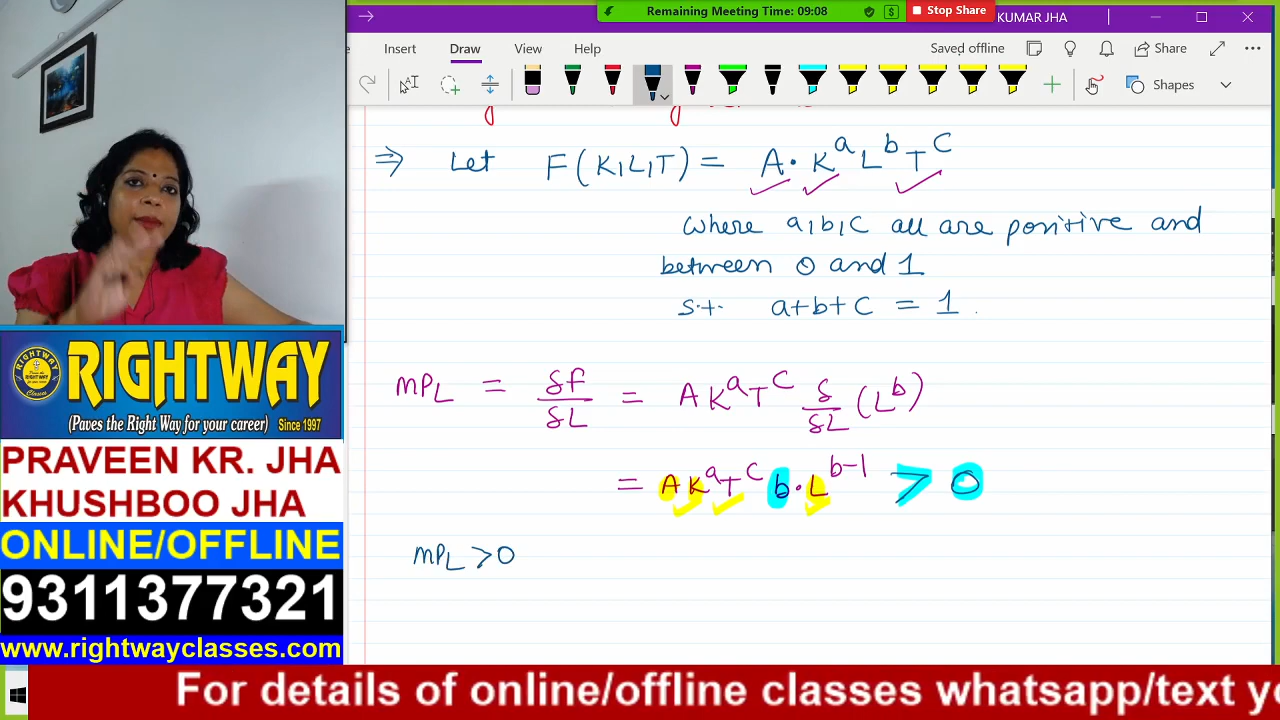 Remaining Meeting Time: 09:08
Stop Share
KUMAR JHA
Insert Draw View Help
Saved offline
Share
Shapes
⇒ Let F(K,L,T) = A·K^a L^b T^c
Where a,b,c all are positive and
between 0 and 1
s.t. a+b+c = 1.
MPL = δF/δL = AK^a T^c δ/δL (L^b)
= AK^a T^c b·L^(b-1) > 0
MPL >0
RIGHTWAY
RIGHTWAY
Classes
(Paves the Right Way for your career) Since 1997
PRAVEEN KR. JHA
KHUSHBOO JHA
ONLINE/OFFLINE
9311377321
www.rightwayclasses.com
For details of online/offline classes whatsapp/text yo